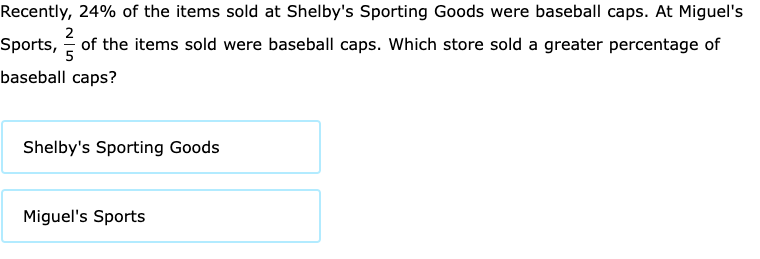 Recently, 24% of the items sold at Shelby's Sporting Goods were baseball caps. At Miguel's
Sports, 2/5 of the items sold were baseball caps. Which store sold a greater percentage of
baseball caps?
Shelby's Sporting Goods
Miguel's Sports